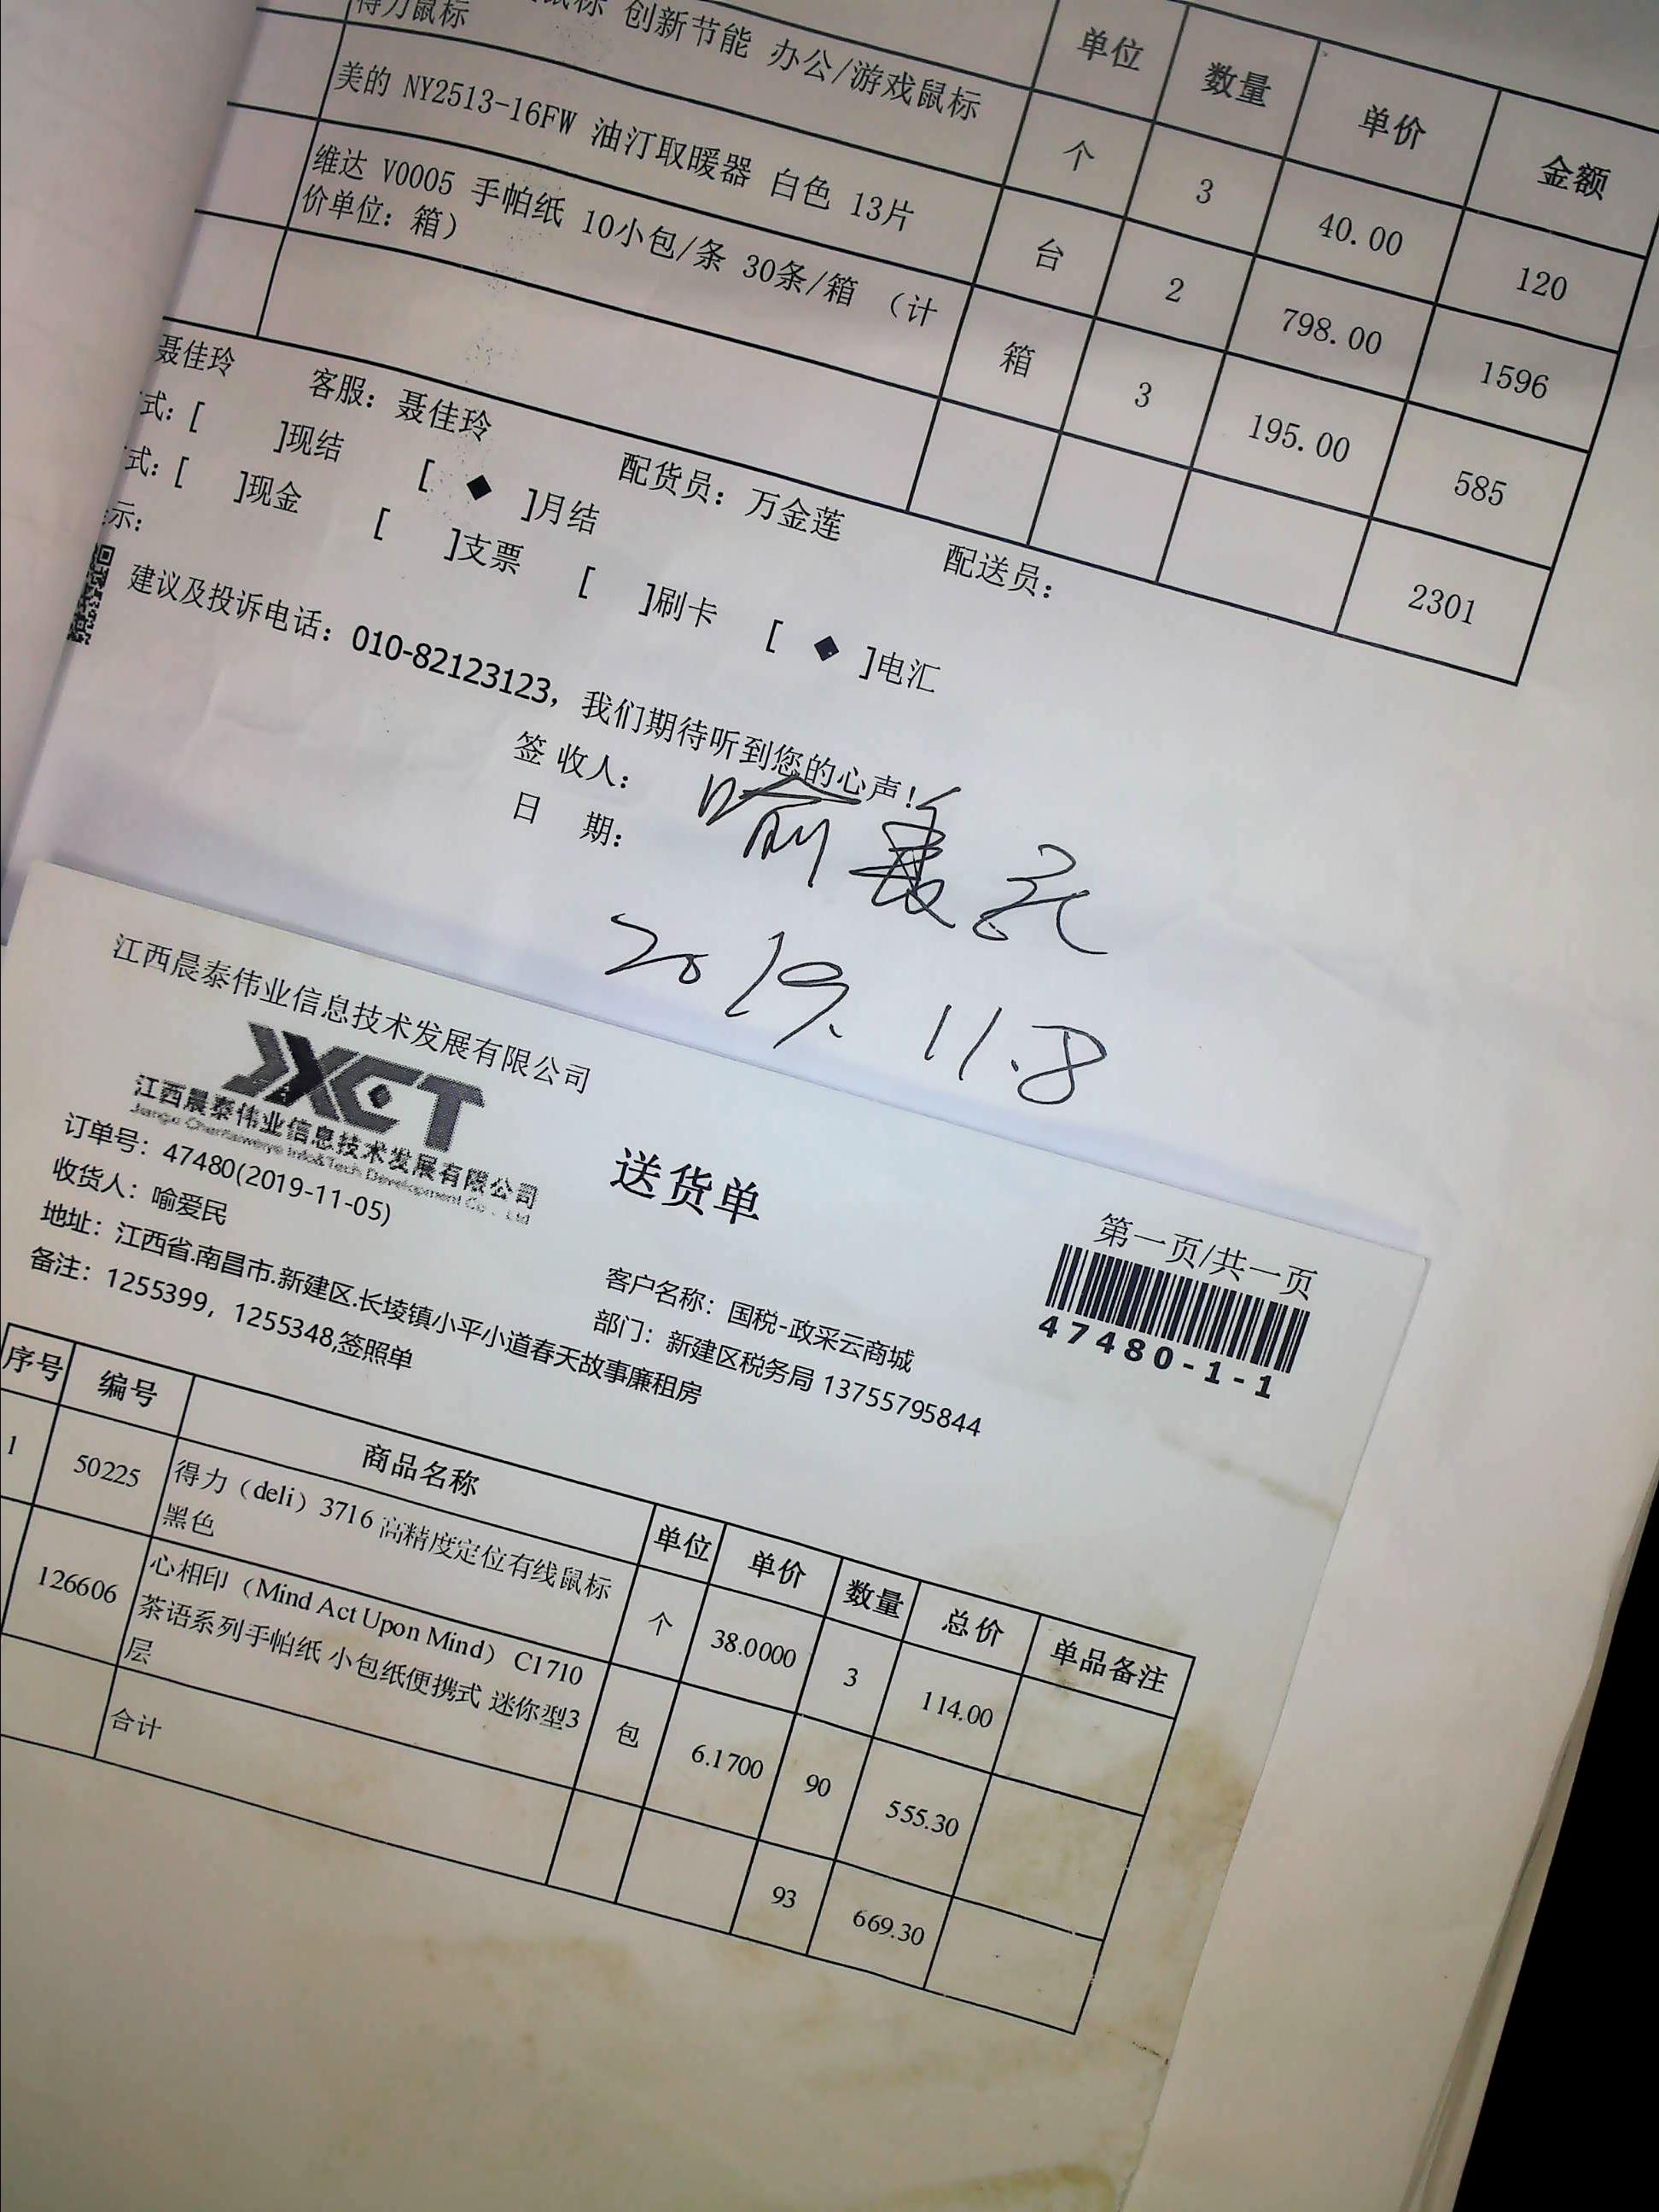 鼠标 创新节能 办公/游戏鼠标 单位 数量 单价 金额
得力鼠标 个 3 40.00 120
美的 NY2513-16FW 油汀取暖器 白色 13片 台 2 798.00 1596
维达 V0005 手帕纸 10小包/条 30条/箱 （计 箱 3 195.00 585
价单位：箱）
2301
聂佳玲 客服：聂佳玲 配货员：万金莲 配送员：
式：[ ]现结 [ ◆ ]月结
式：[ ]现金 [ ]支票 [ ]刷卡 [ ◆ ]电汇
示：
建议及投诉电话：010-82123123，我们期待听到您的心声！
签 收人：
日 期：
2019.11.8
江西晨泰伟业信息技术发展有限公司
JXCT
江西晨泰伟业信息技术发展有限公司
送货单
第一页/共一页
47480-1-1
订单号：47480(2019-11-05)
收货人：喻爱民 客户名称：国税-政采云商城
地址：江西省.南昌市.新建区.长堎镇小平小道春天故事廉租房 部门：新建区税务局 13755795844
备注：1255399，1255348,签照单
序号 编号 商品名称 单位 单价 数量 总价 单品备注
1 50225 得力（deli）3716 高精度定位有线鼠标 个 38.0000 3 114.00
黑色
126606 心相印（Mind Act Upon Mind）C1710 包 6.1700 90 555.30
茶语系列手帕纸 小包纸便携式 迷你型3
层
合计 93 669.30